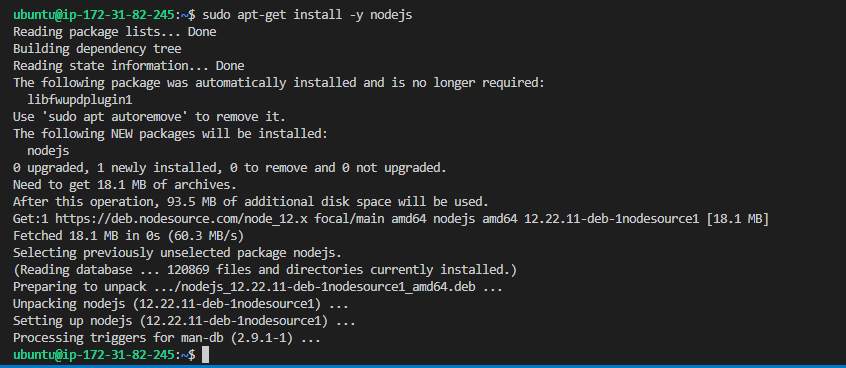 ubuntu@ip-172-31-82-245:~$ sudo apt-get install -y nodejs
Reading package lists... Done
Building dependency tree
Reading state information... Done
The following package was automatically installed and is no longer required:
  libfwupdplugin1
Use 'sudo apt autoremove' to remove it.
The following NEW packages will be installed:
  nodejs
0 upgraded, 1 newly installed, 0 to remove and 0 not upgraded.
Need to get 18.1 MB of archives.
After this operation, 93.5 MB of additional disk space will be used.
Get:1 https://deb.nodesource.com/node_12.x focal/main amd64 nodejs amd64 12.22.11-deb-1nodesource1 [18.1 MB]
Fetched 18.1 MB in 0s (60.3 MB/s)
Selecting previously unselected package nodejs.
(Reading database ... 120869 files and directories currently installed.)
Preparing to unpack .../nodejs_12.22.11-deb-1nodesource1_amd64.deb ...
Unpacking nodejs (12.22.11-deb-1nodesource1) ...
Setting up nodejs (12.22.11-deb-1nodesource1) ...
Processing triggers for man-db (2.9.1-1) ...
ubuntu@ip-172-31-82-245:~$